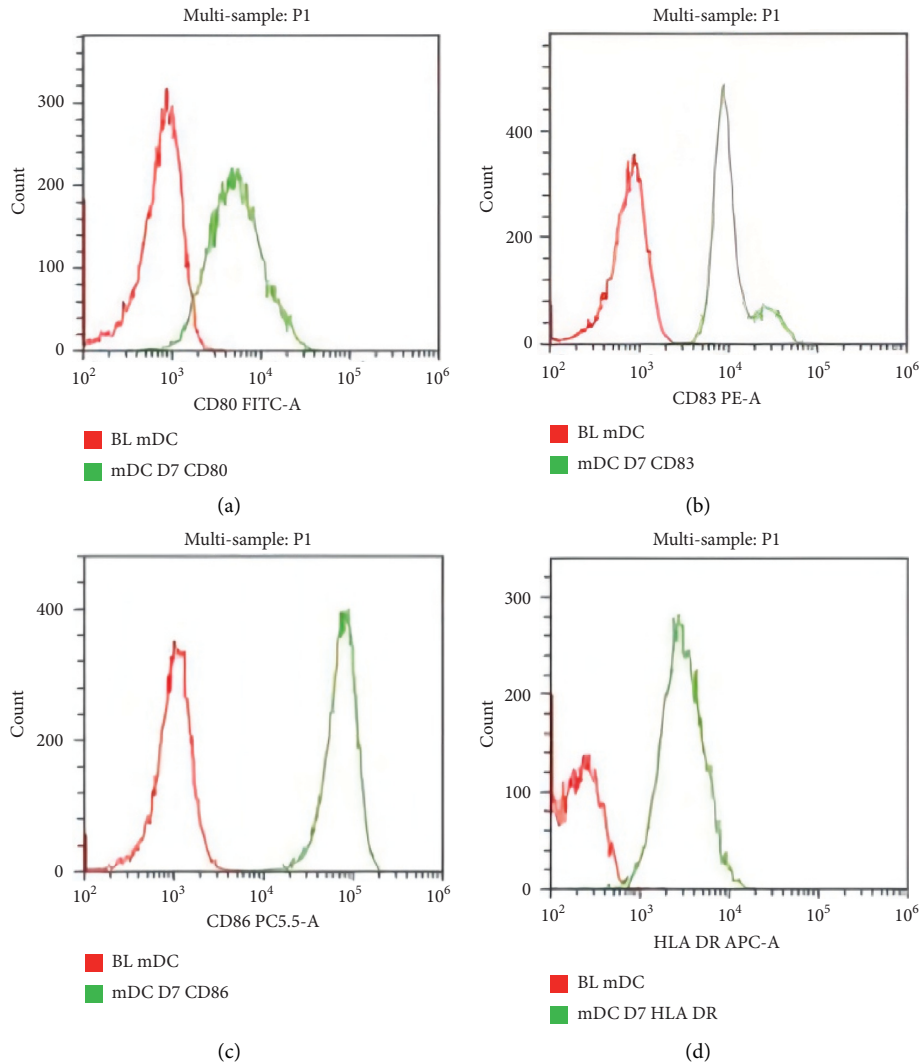 Multi-sample: P1
300
200
100
0
Count
10² 10³ 10⁴ 10⁵ 10⁶
CD80 FITC-A
BL mDC
mDC D7 CD80
(a)
Multi-sample: P1
400
200
0
Count
10² 10³ 10⁴ 10⁵ 10⁶
CD83 PE-A
BL mDC
mDC D7 CD83
(b)
Multi-sample: P1
400
200
0
Count
10² 10³ 10⁴ 10⁵ 10⁶
CD86 PC5.5-A
BL mDC
mDC D7 CD86
(c)
Multi-sample: P1
300
200
100
0
Count
10² 10³ 10⁴ 10⁵ 10⁶
HLA DR APC-A
BL mDC
mDC D7 HLA DR
(d)